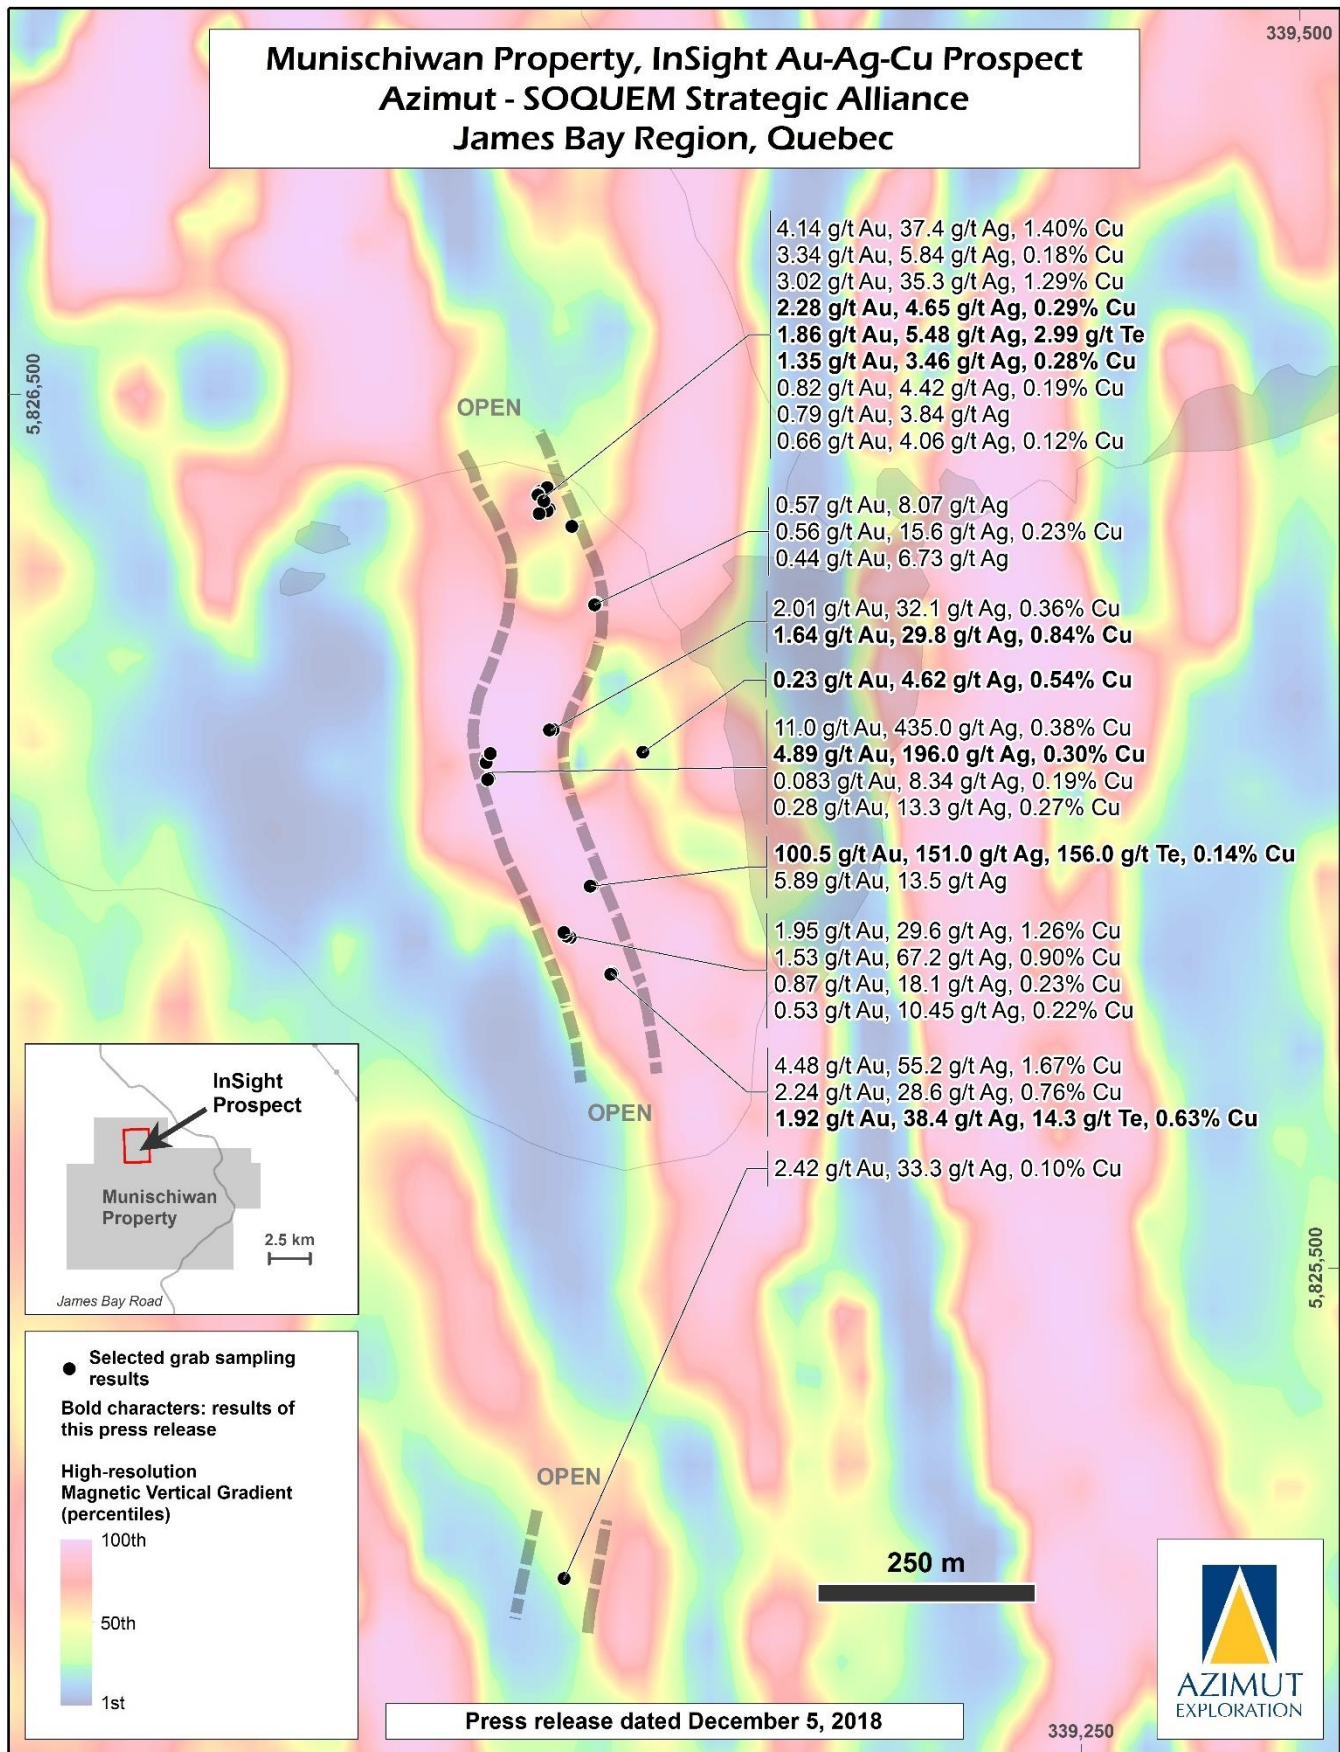 339,500
Munischiwan Property, InSight Au-Ag-Cu Prospect
Azimut - SOQUEM Strategic Alliance
James Bay Region, Quebec
4.14 g/t Au, 37.4 g/t Ag, 1.40% Cu
3.34 g/t Au, 5.84 g/t Ag, 0.18% Cu
3.02 g/t Au, 35.3 g/t Ag, 1.29% Cu
2.28 g/t Au, 4.65 g/t Ag, 0.29% Cu
1.86 g/t Au, 5.48 g/t Ag, 2.99 g/t Te
1.35 g/t Au, 3.46 g/t Ag, 0.28% Cu
0.82 g/t Au, 4.42 g/t Ag, 0.19% Cu
0.79 g/t Au, 3.84 g/t Ag
0.66 g/t Au, 4.06 g/t Ag, 0.12% Cu
5,826,500
OPEN
0.57 g/t Au, 8.07 g/t Ag
0.56 g/t Au, 15.6 g/t Ag, 0.23% Cu
0.44 g/t Au, 6.73 g/t Ag
2.01 g/t Au, 32.1 g/t Ag, 0.36% Cu
1.64 g/t Au, 29.8 g/t Ag, 0.84% Cu
0.23 g/t Au, 4.62 g/t Ag, 0.54% Cu
11.0 g/t Au, 435.0 g/t Ag, 0.38% Cu
4.89 g/t Au, 196.0 g/t Ag, 0.30% Cu
0.083 g/t Au, 8.34 g/t Ag, 0.19% Cu
0.28 g/t Au, 13.3 g/t Ag, 0.27% Cu
100.5 g/t Au, 151.0 g/t Ag, 156.0 g/t Te, 0.14% Cu
5.89 g/t Au, 13.5 g/t Ag
1.95 g/t Au, 29.6 g/t Ag, 1.26% Cu
1.53 g/t Au, 67.2 g/t Ag, 0.90% Cu
0.87 g/t Au, 18.1 g/t Ag, 0.23% Cu
0.53 g/t Au, 10.45 g/t Ag, 0.22% Cu
4.48 g/t Au, 55.2 g/t Ag, 1.67% Cu
2.24 g/t Au, 28.6 g/t Ag, 0.76% Cu
1.92 g/t Au, 38.4 g/t Ag, 14.3 g/t Te, 0.63% Cu
OPEN
2.42 g/t Au, 33.3 g/t Ag, 0.10% Cu
InSight
Prospect
Munischiwan
Property
2.5 km
James Bay Road
5,825,500
Selected grab sampling
results
Bold characters: results of
this press release
High-resolution
Magnetic Vertical Gradient
(percentiles)
100th
50th
1st
OPEN
250 m
AZIMUT
EXPLORATION
Press release dated December 5, 2018
339,250